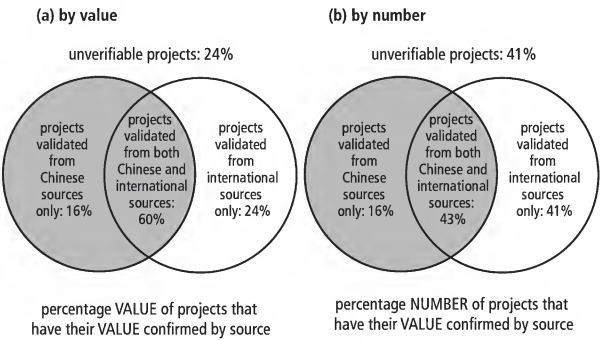 (a) by value
unverifiable projects: 24%
projects
validated
from
Chinese
sources
only: 16%
projects
validated
from both
Chinese and
international
sources:
60%
projects
validated
from
international
sources
only: 24%
percentage VALUE of projects that
have their VALUE confirmed by source
(b) by number
unverifiable projects: 41%
projects
validated
from
Chinese
sources
only: 16%
projects
validated
from both
Chinese and
international
sources:
43%
projects
validated
from
international
sources
only: 41%
percentage NUMBER of projects that
have their VALUE confirmed by source